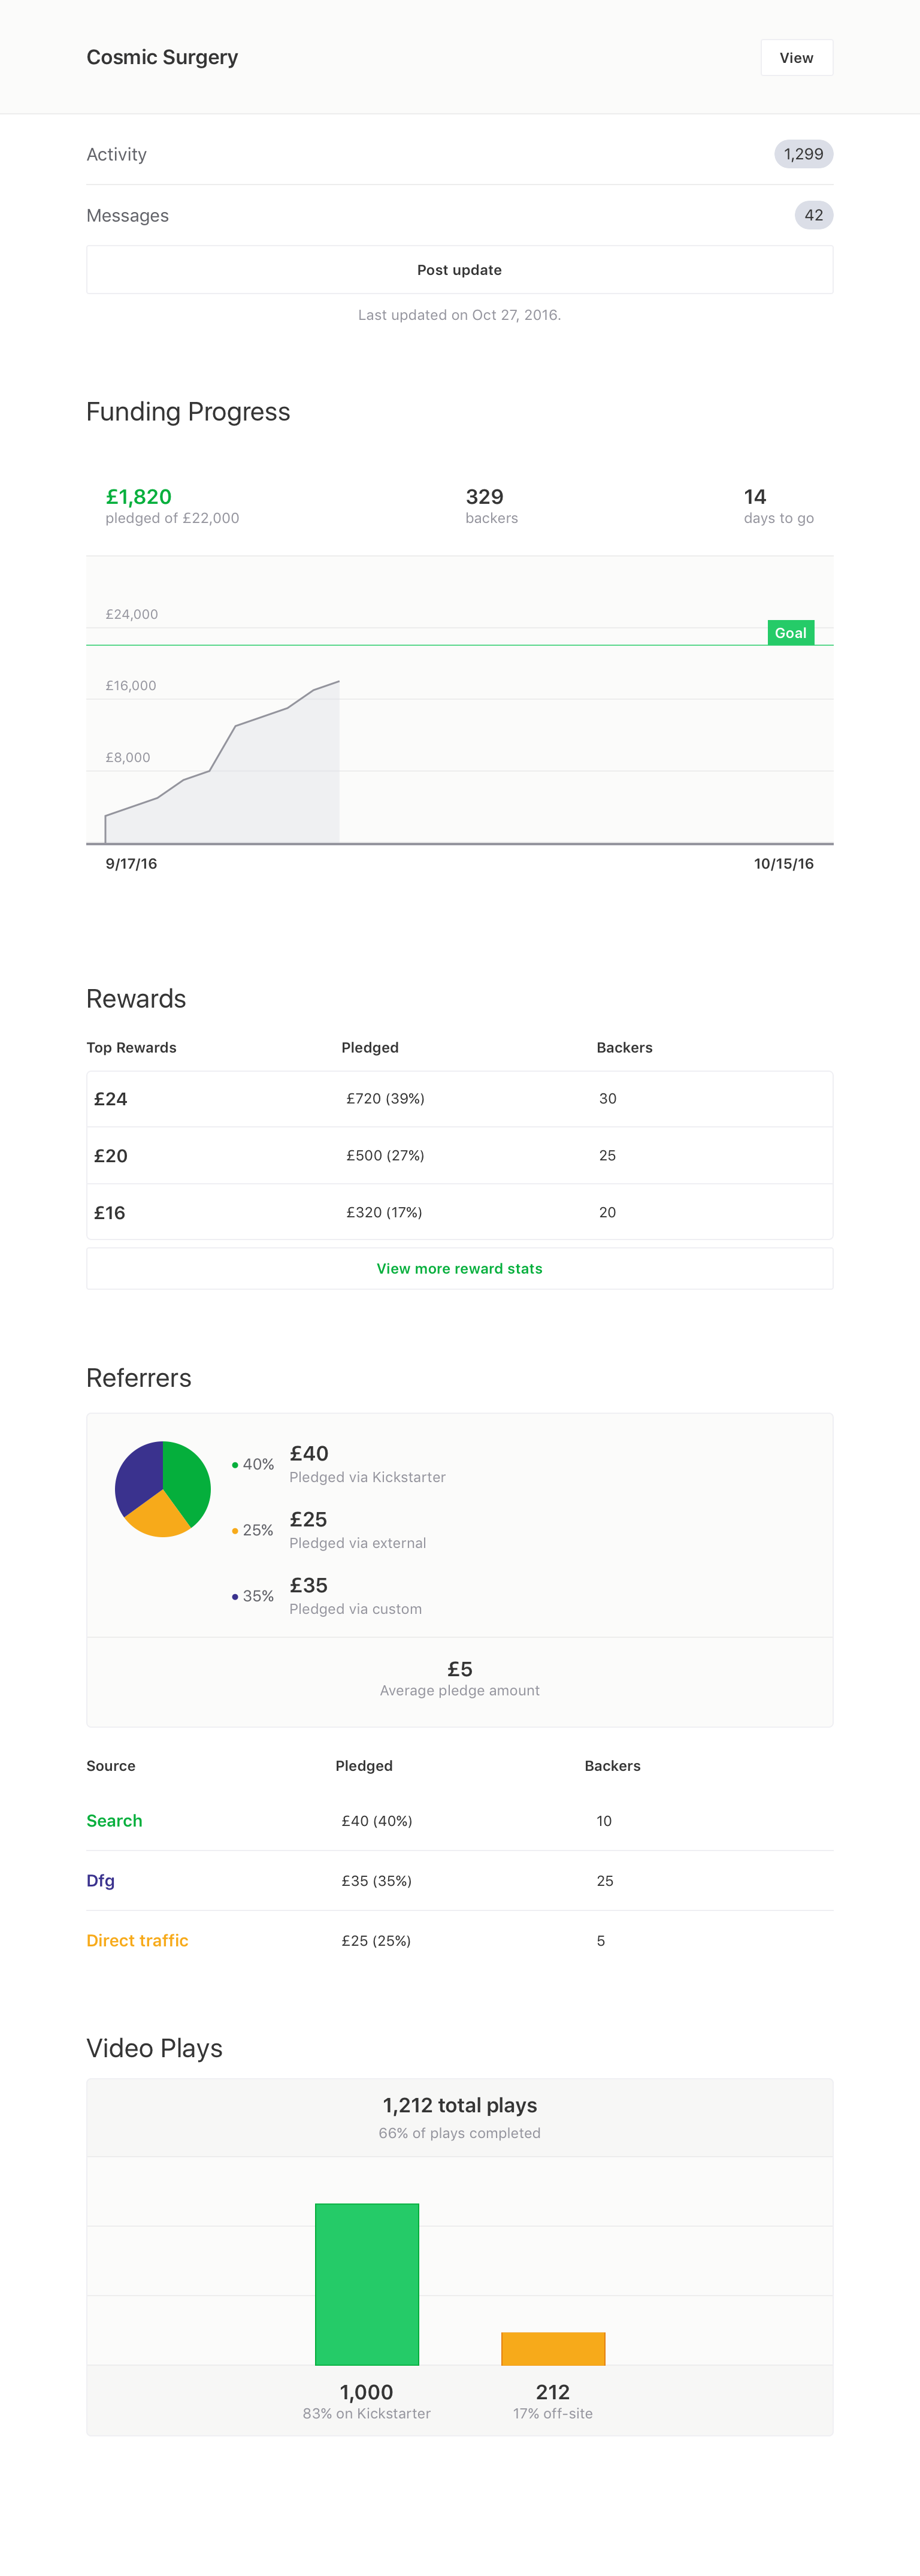 Cosmic Surgery
View
Activity
1,299
Messages
42
Post update
Last updated on Oct 27, 2016.
Funding Progress
£1,820
pledged of £22,000
329
backers
14
days to go
£24,000
Goal
£16,000
£8,000
9/17/16
10/15/16
Rewards
Top Rewards Pledged Backers
£24 £720 (39%) 30
£20 £500 (27%) 25
£16 £320 (17%) 20
View more reward stats
Referrers
40%
£40
Pledged via Kickstarter
25%
£25
Pledged via external
35%
£35
Pledged via custom
£5
Average pledge amount
Source Pledged Backers
Search £40 (40%) 10
Dfg £35 (35%) 25
Direct traffic £25 (25%) 5
Video Plays
1,212 total plays
66% of plays completed
1,000
83% on Kickstarter
212
17% off-site